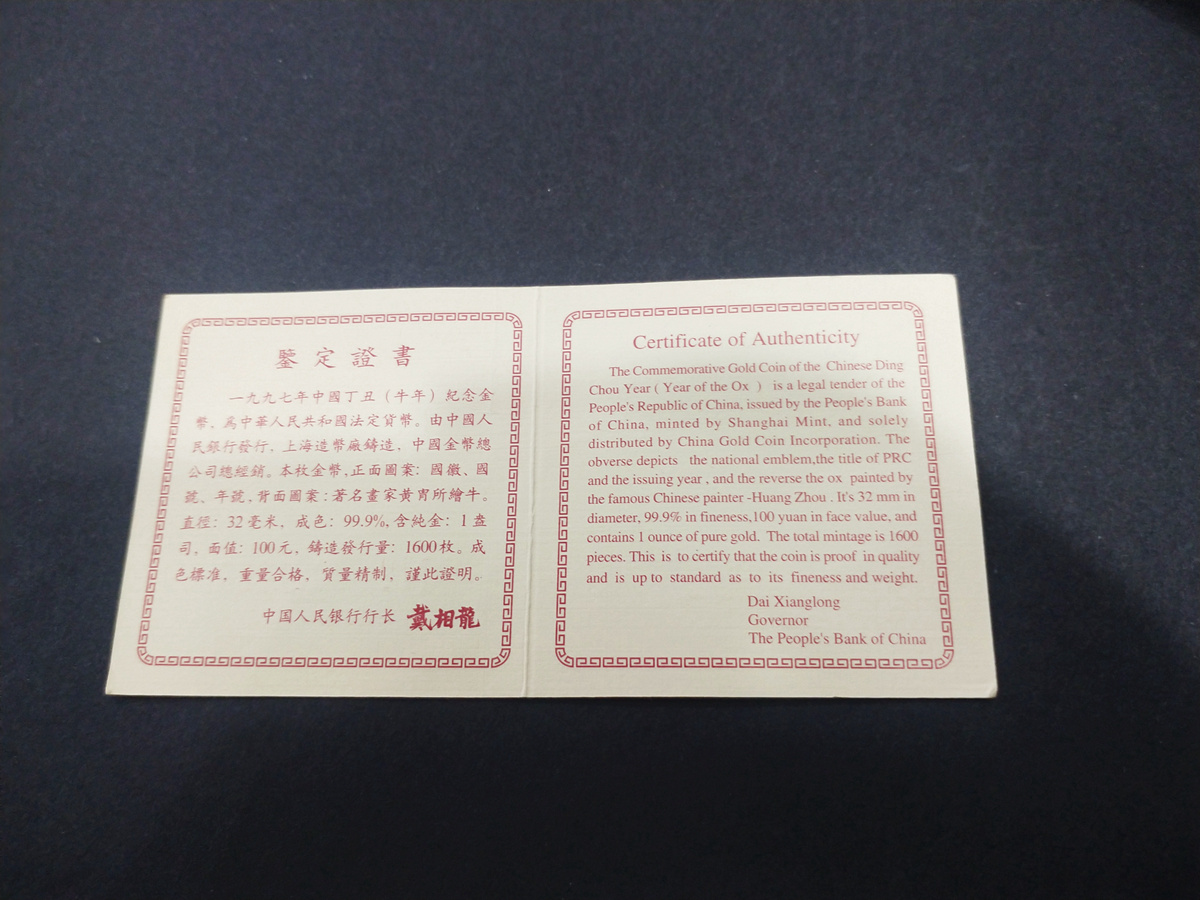 鑒定證書
一九九七年中國丁丑（牛年）紀念金
幣、爲中華人民共和國法定貨幣。由中國人
民銀行發行，上海造幣廠鑄造，中國金幣總
公司總經銷。本枚金幣,正面圖案：國徽、國
號、年號,背面圖案：著名畫家黃胄所繪牛。
直徑：32毫米，成色：99.9%,含純金：1盎
司，面值：100元，鑄造發行量：1600枚。成
色標准，重量合格，質量精制，謹此證明。
中国人民银行行长 戴相龍
Certificate of Authenticity
The Commemorative Gold Coin of the Chinese Ding
Chou Year ( Year of the Ox ) is a legal tender of the
People's Republic of China, issued by the People's Bank
of China, minted by Shanghai Mint, and solely
distributed by China Gold Coin Incorporation. The
obverse depicts the national emblem,the title of PRC
and the issuing year , and the reverse the ox painted by
the famous Chinese painter -Huang Zhou . It's 32 mm in
diameter, 99.9% in fineness,100 yuan in face value, and
contains 1 ounce of pure gold. The total mintage is 1600
pieces. This is to certify that the coin is proof in quality
and is up to standard as to its fineness and weight.
Dai Xianglong
Governor
The People's Bank of China